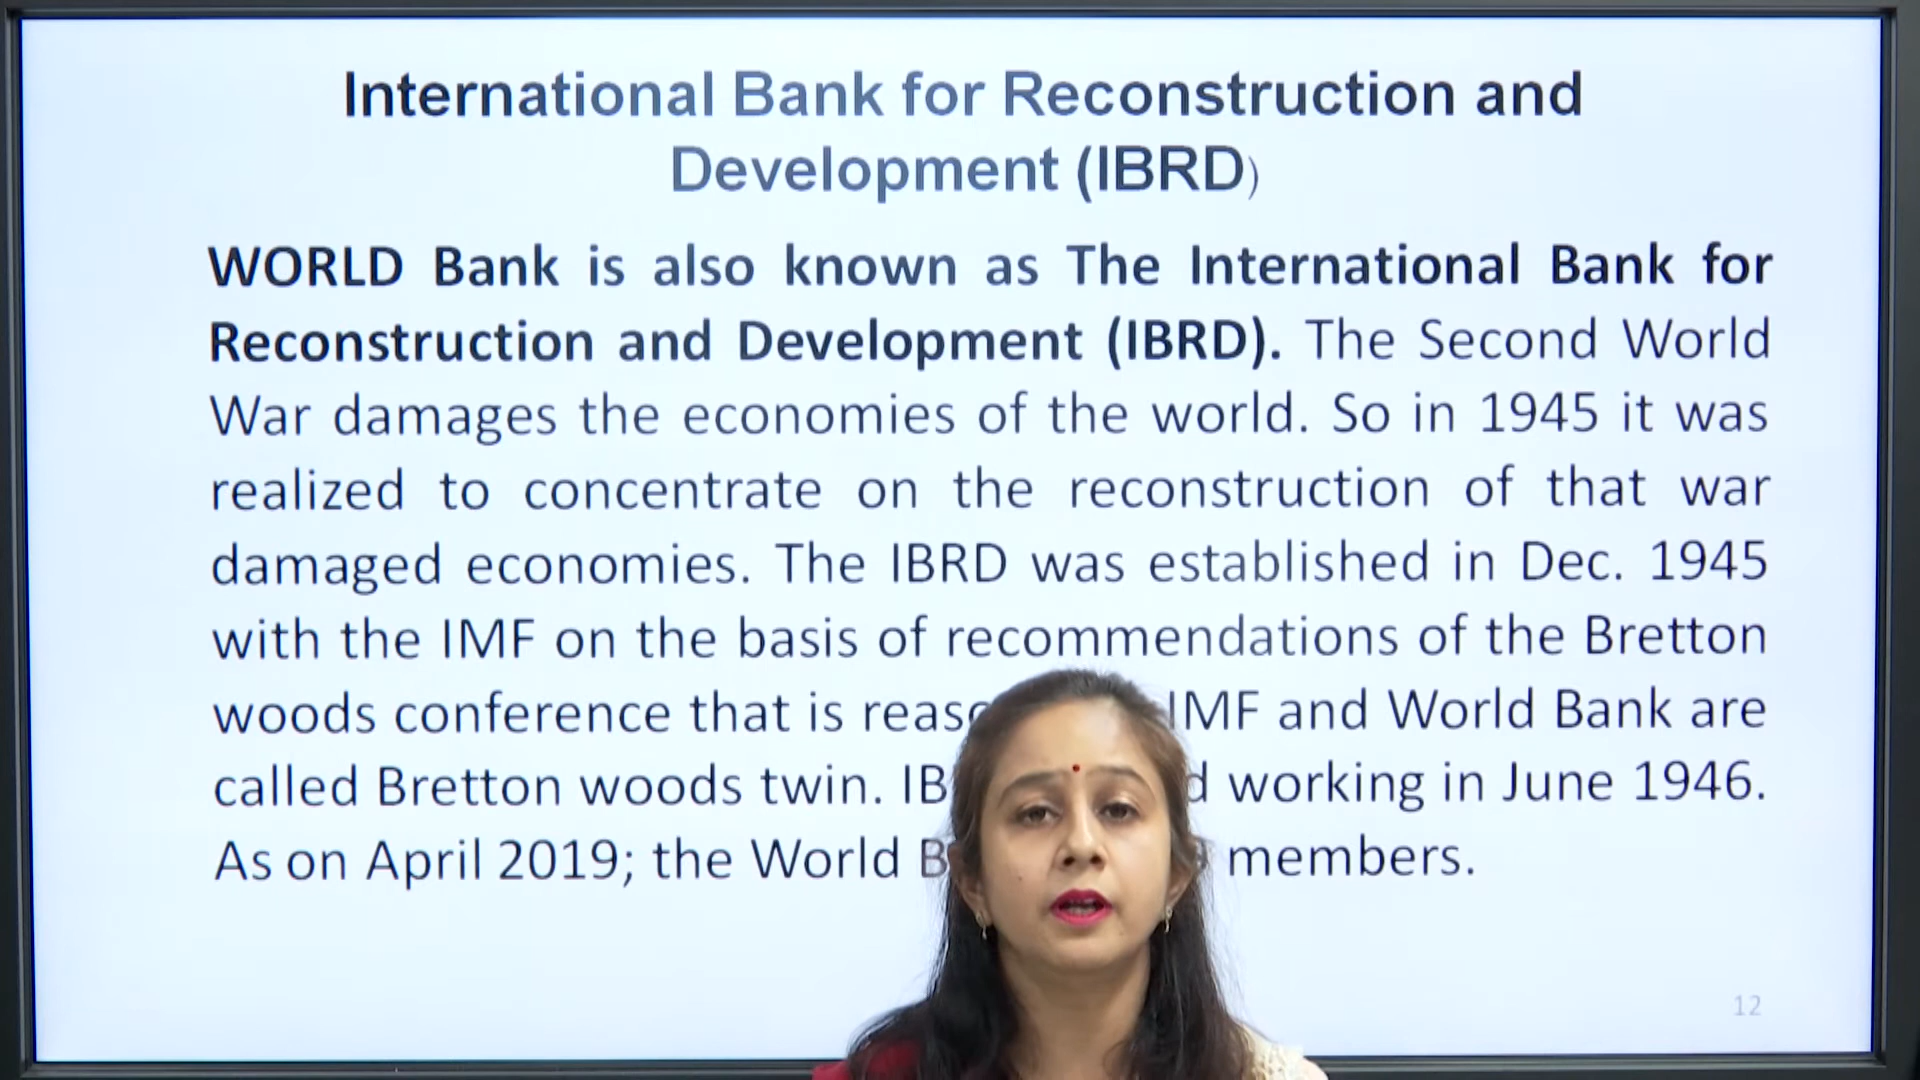 International Bank for Reconstruction and
Development (IBRD)
WORLD Bank is also known as The International Bank for
Reconstruction and Development (IBRD). The Second World
War damages the economies of the world. So in 1945 it was
realized to concentrate on the reconstruction of that war
damaged economies. The IBRD was established in Dec. 1945
with the IMF on the basis of recommendations of the Bretton
woods conference that is IMF and World Bank are
called Bretton woods twin. working in June 1946.
As on April 2019; the World members.
12